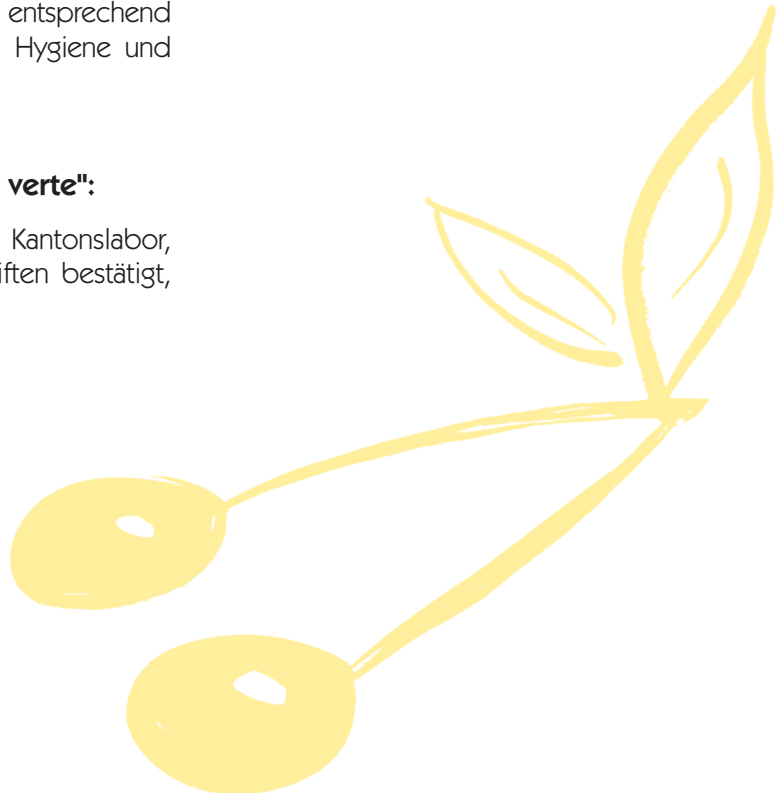 entsprechend
Hygiene und
verte":
Kantonslabor,
iften bestätigt,